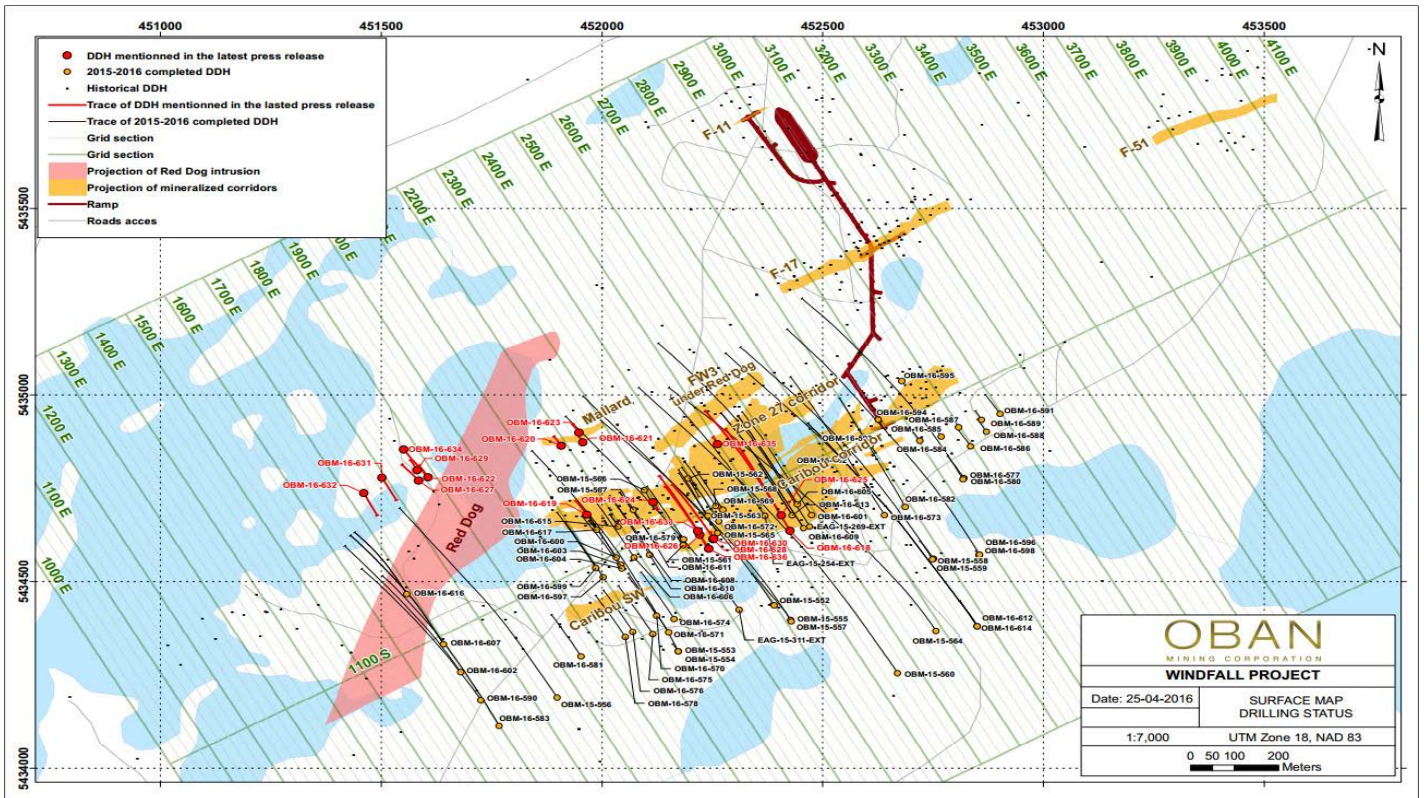 451000 451500 452000 452500 453000 453500
5435500
5435000
5434500
5434000
DDH mentionned in the latest press release
2015-2016 completed DDH
Historical DDH
Trace of DDH mentionned in the lasted press release
Trace of 2015-2016 completed DDH
Grid section
Grid section
Projection of Red Dog intrusion
Projection of mineralized corridors
Ramp
Roads acces
1000 E
1100 E
1200 E
1300 E
1400 E
1500 E
1600 E
1700 E
1800 E
1900 E
2200 E
2300 E
2400 E
2500 E
2600 E
2700 E
2800 E
2900 E
3000 E
3100 E
3200 E
3300 E
3400 E
3500 E
3600 E
3700 E
3800 E
3900 E
4000 E
4100 E
N
F-11
F-51
F-17
FW3
under Red Dog
Mallard
Zone 27 corridor
Caribou corridor
Caribou SW
Red Dog
1100 S
OBM-16-634
OBM-16-629
OBM-16-631
OBM-16-622
OBM-16-627
OBM-16-632
OBM-16-623
OBM-16-620
OBM-16-621
OBM-16-635
OBM-16-619
OBM-16-624
OBM-16-625
OBM-16-626
OBM-16-630
OBM-16-628
OBM-16-636
OBM-16-618
OBM-16-595
OBM-16-594
OBM-16-587
OBM-16-591
OBM-16-589
OBM-16-588
OBM-16-585
OBM-16-584
OBM-16-586
OBM-16-577
OBM-16-580
OBM-16-582
OBM-16-573
OBM-15-562
OBM-15-567
OBM-15-568
OBM-16-569
OBM-15-563
OBM-16-605
OBM-16-613
OBM-16-601
EAG-15-269-EXT
OBM-16-609
OBM-16-615
OBM-16-617
OBM-16-600
OBM-16-603
OBM-16-604
OBM-16-599
OBM-16-597
OBM-16-579
OBM-16-572
OBM-15-565
OBM-15-561
OBM-16-611
EAG-15-254-EXT
OBM-16-608
OBM-16-610
OBM-16-606
OBM-16-596
OBM-16-598
OBM-15-558
OBM-15-559
OBM-16-616
OBM-16-607
OBM-16-602
OBM-16-590
OBM-16-583
OBM-15-556
OBM-16-581
OBM-16-574
OBM-16-571
OBM-15-553
OBM-15-554
OBM-16-570
OBM-16-575
OBM-16-576
OBM-16-578
EAG-15-311-EXT
OBM-15-552
OBM-15-555
OBM-15-557
OBM-15-564
OBM-15-560
OBM-16-612
OBM-16-614
OBAN
MINING CORPORATION
WINDFALL PROJECT
Date: 25-04-2016
SURFACE MAP
DRILLING STATUS
1:7,000
UTM Zone 18, NAD 83
0 50 100 200
Meters